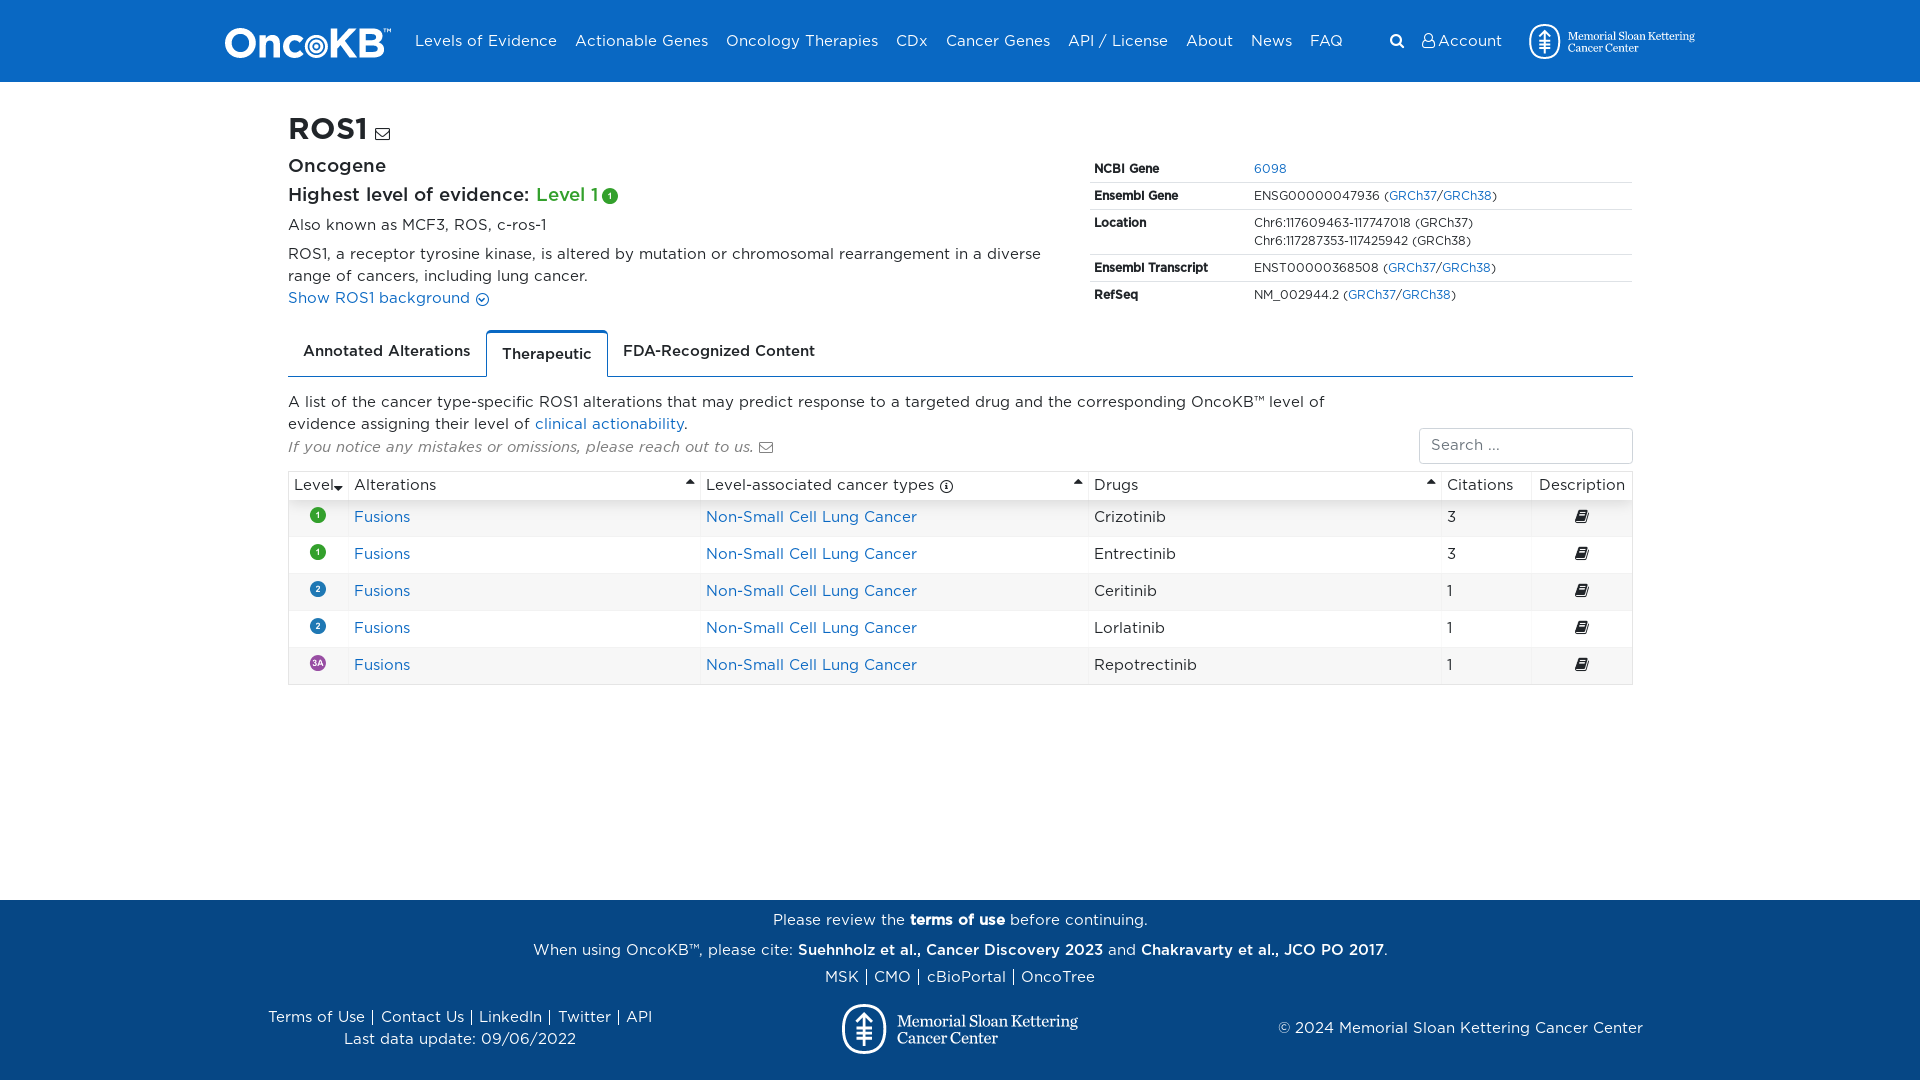 OncoKB™
Levels of Evidence
Actionable Genes
Oncology Therapies
CDx
Cancer Genes
API / License
About
News
FAQ
Account
Memorial Sloan Kettering
Cancer Center
ROS1
Oncogene
Highest level of evidence: Level 1 1
Also known as MCF3, ROS, c-ros-1
ROS1, a receptor tyrosine kinase, is altered by mutation or chromosomal rearrangement in a diverse
range of cancers, including lung cancer.
Show ROS1 background
NCBI Gene 6098
Ensembl Gene ENSG00000047936 (GRCh37/GRCh38)
Location Chr6:117609463-117747018 (GRCh37)
Chr6:117287353-117425942 (GRCh38)
Ensembl Transcript ENST00000368508 (GRCh37/GRCh38)
RefSeq NM_002944.2 (GRCh37/GRCh38)
Annotated Alterations
Therapeutic
FDA-Recognized Content
A list of the cancer type-specific ROS1 alterations that may predict response to a targeted drug and the corresponding OncoKB™ level of
evidence assigning their level of clinical actionability.
If you notice any mistakes or omissions, please reach out to us.
Search ...
Level Alterations Level-associated cancer types Drugs Citations Description
1 Fusions Non-Small Cell Lung Cancer Crizotinib 3
1 Fusions Non-Small Cell Lung Cancer Entrectinib 3
2 Fusions Non-Small Cell Lung Cancer Ceritinib 1
2 Fusions Non-Small Cell Lung Cancer Lorlatinib 1
3A Fusions Non-Small Cell Lung Cancer Repotrectinib 1
Please review the terms of use before continuing.
When using OncoKB™, please cite: Suehnholz et al., Cancer Discovery 2023 and Chakravarty et al., JCO PO 2017.
MSK | CMO | cBioPortal | OncoTree
Terms of Use | Contact Us | LinkedIn | Twitter | API
Last data update: 09/06/2022
Memorial Sloan Kettering
Cancer Center
© 2024 Memorial Sloan Kettering Cancer Center